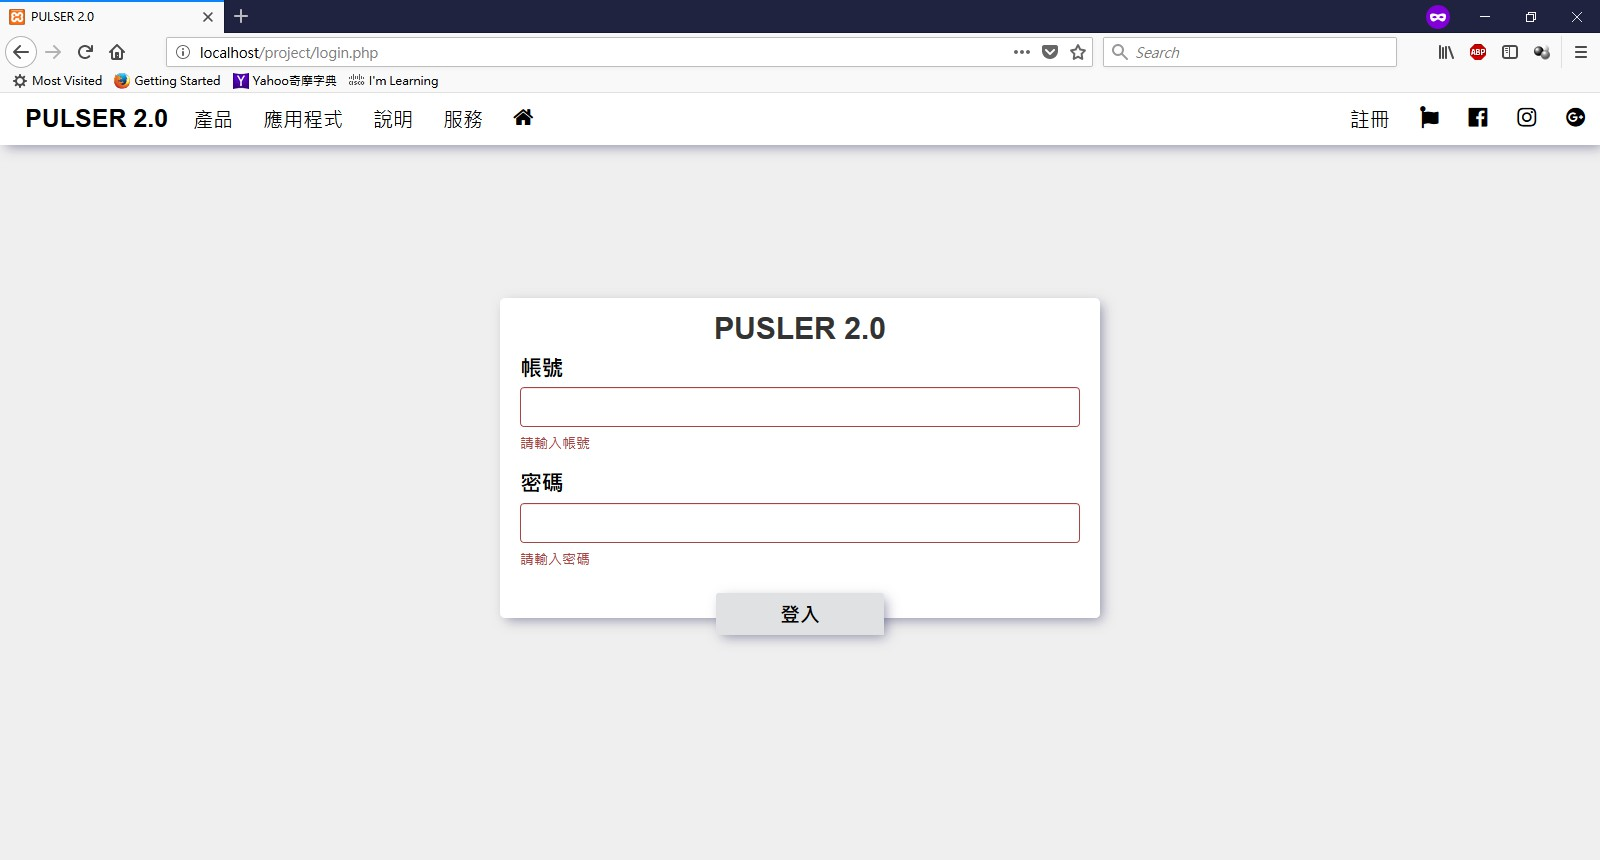 PULSER 2.0
localhost/project/login.php
Search
Most Visited Getting Started Yahoo奇摩字典 I'm Learning
PULSER 2.0 產品 應用程式 說明 服務 註冊
PUSLER 2.0
帳號
請輸入帳號
密碼
請輸入密碼
登入